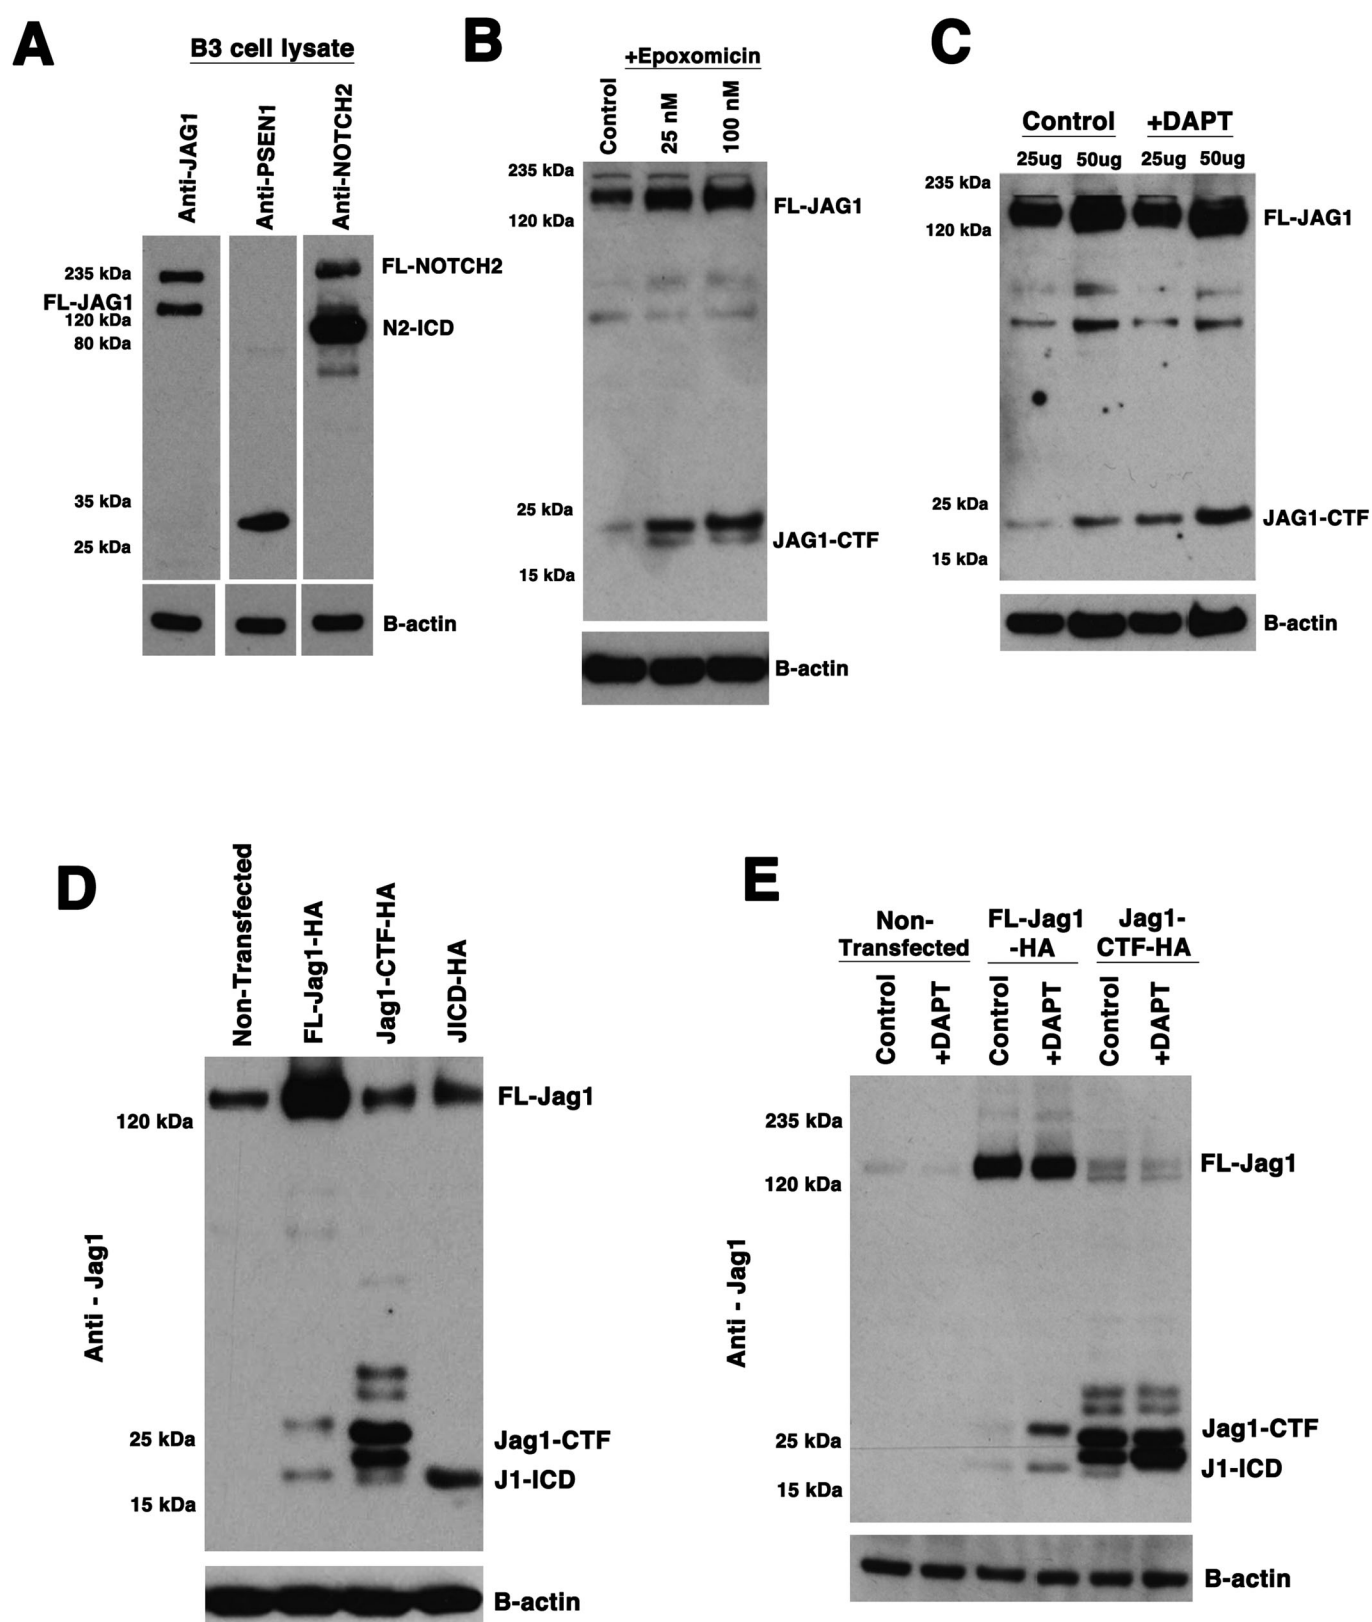 A
B3 cell lysate
Anti-JAG1
Anti-PSEN1
Anti-NOTCH2
235 kDa
FL-JAG1
120 kDa
80 kDa
35 kDa
25 kDa
FL-NOTCH2
N2-ICD
B-actin
B
+Epoxomicin
Control
25 nM
100 nM
235 kDa
120 kDa
25 kDa
15 kDa
FL-JAG1
JAG1-CTF
B-actin
C
Control
+DAPT
25ug 50ug 25ug 50ug
235 kDa
120 kDa
25 kDa
15 kDa
FL-JAG1
JAG1-CTF
B-actin
D
Non-Transfected
FL-Jag1-HA
Jag1-CTF-HA
JICD-HA
Anti - Jag1
120 kDa
25 kDa
15 kDa
FL-Jag1
Jag1-CTF
J1-ICD
B-actin
E
Non-
Transfected
FL-Jag1
-HA
Jag1-
CTF-HA
Control
+DAPT
Control
+DAPT
Control
+DAPT
Anti - Jag1
235 kDa
120 kDa
25 kDa
15 kDa
FL-Jag1
Jag1-CTF
J1-ICD
B-actin